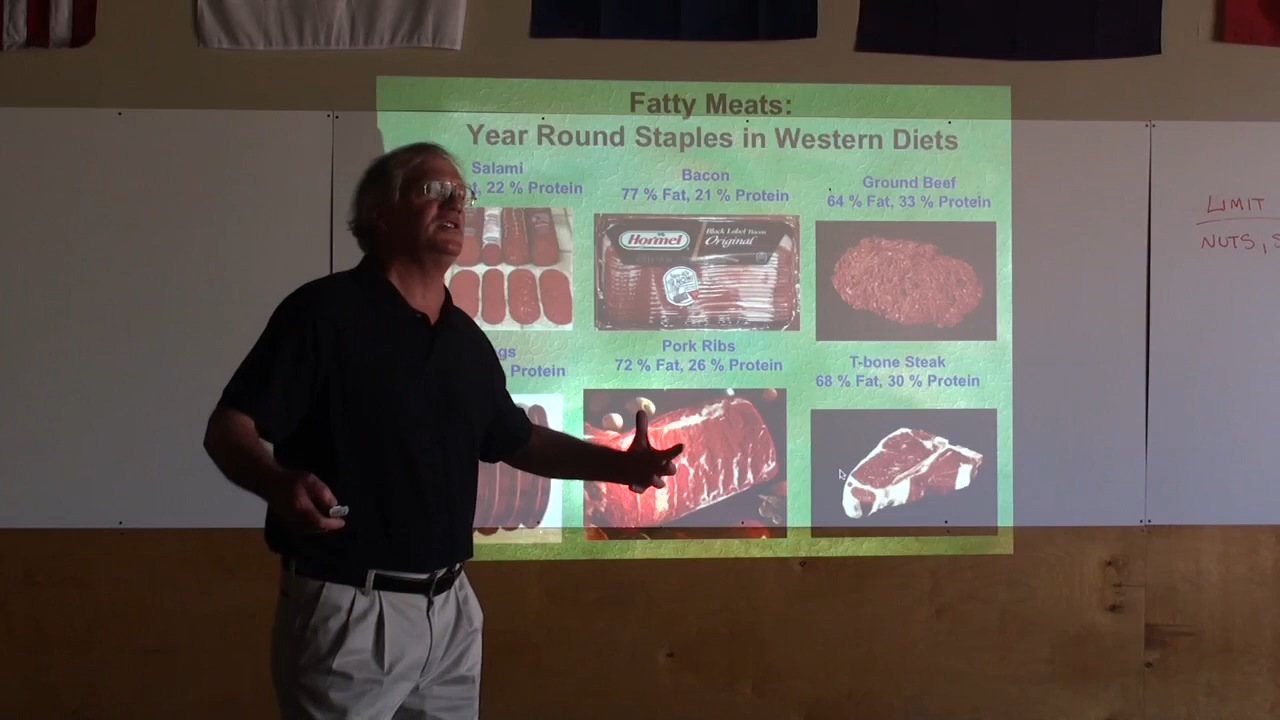 Fatty Meats:
Year Round Staples in Western Diets
Salami
22 % Protein
Bacon
77 % Fat, 21 % Protein
Ground Beef
64 % Fat, 33 % Protein
Hormel
Black Label Bacon
Original
gs
Protein
Pork Ribs
72 % Fat, 26 % Protein
T-bone Steak
68 % Fat, 30 % Protein
LIMIT
NUTS,